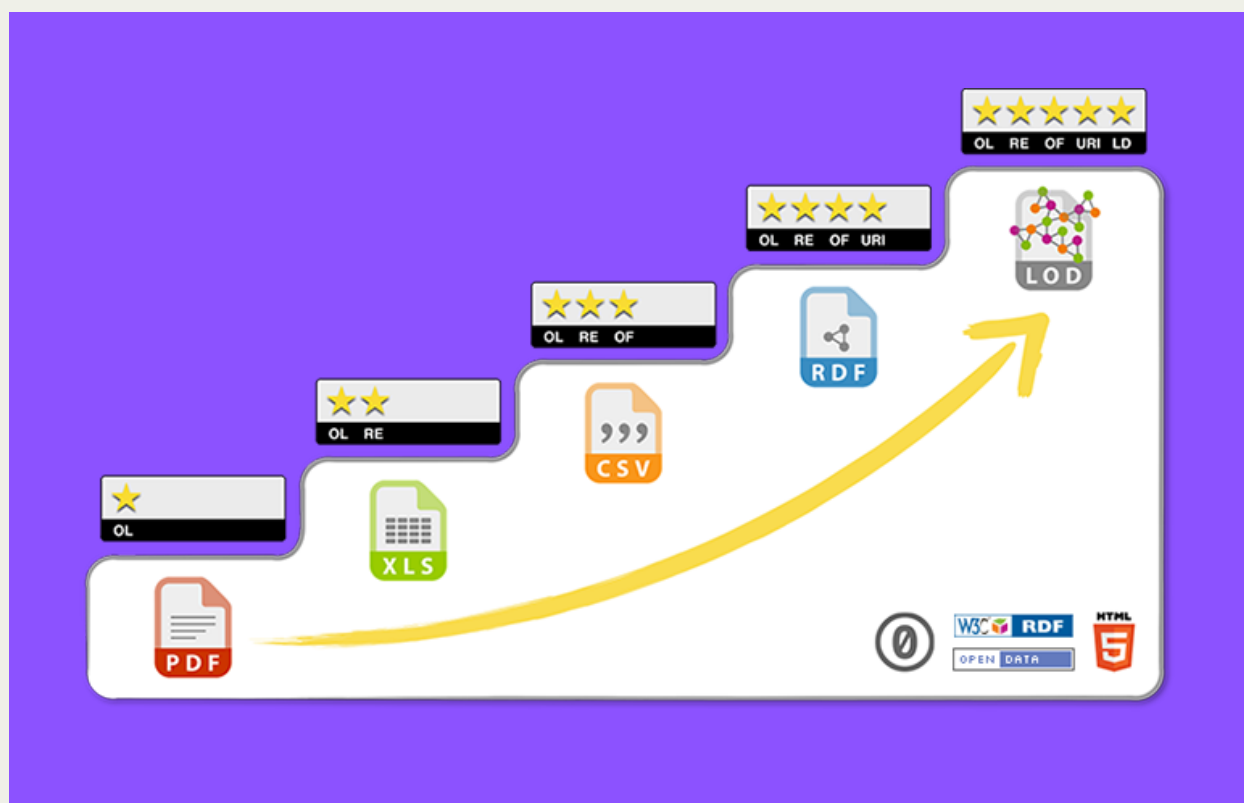 OL RE OF URI LD
LOD
OL RE OF URI
RDF
OL RE OF
,,,
CSV
OL RE
XLS
OL
PDF
0
W3C RDF
OPEN DATA
HTML
5